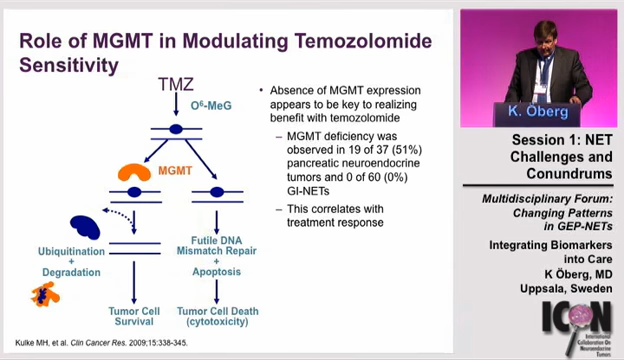 Role of MGMT in Modulating Temozolomide
Sensitivity
TMZ
O⁶-MeG
MGMT
Ubiquitination
+
Degradation
Futile DNA
Mismatch Repair
+
Apoptosis
Tumor Cell
Survival
Tumor Cell Death
(cytotoxicity)
• Absence of MGMT expression
appears to be key to realizing
benefit with temozolomide
– MGMT deficiency was
observed in 19 of 37 (51%)
pancreatic neuroendocrine
tumors and 0 of 60 (0%)
GI-NETs
– This correlates with
treatment response
Kulke MH, et al. Clin Cancer Res. 2009;15:338-345.
K. Öberg
Session 1: NET
Challenges and
Conundrums
Multidisciplinary Forum:
Changing Patterns
in GEP-NETs
Integrating Biomarkers
into Care
K Öberg, MD
Uppsala, Sweden
ICON
International
Collaboration On
Neuroendocrine
Tumors